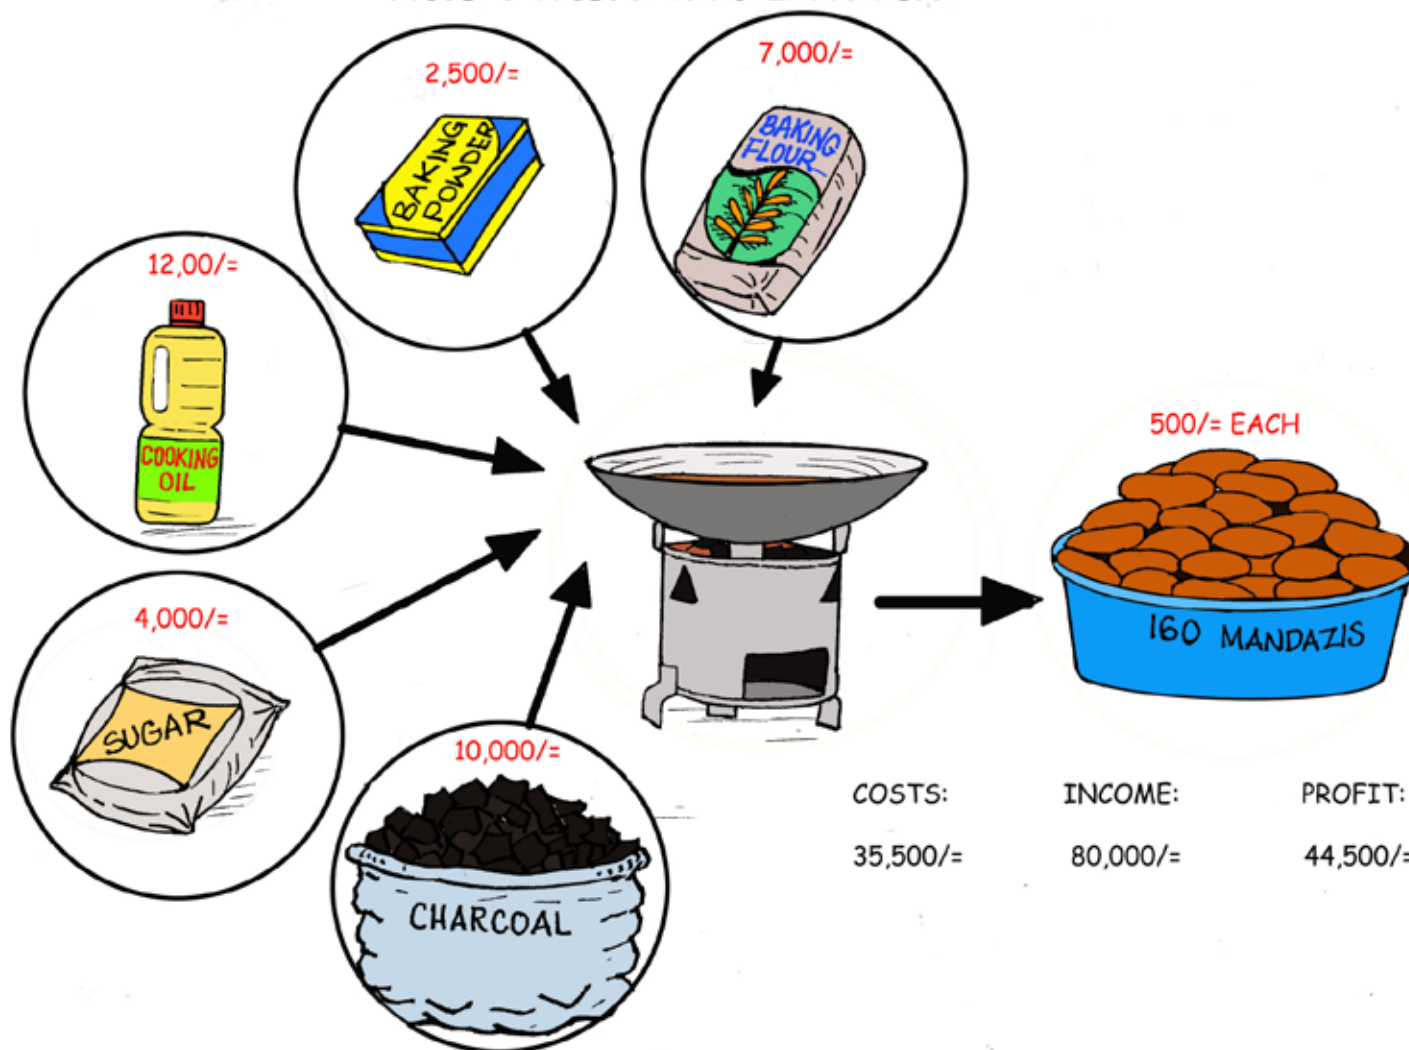 2,500/=
BAKING
POWDER
7,000/=
BAKING
FLOUR
12,00/=
COOKING
OIL
4,000/=
SUGAR
10,000/=
CHARCOAL
500/= EACH
160 MANDAZIS
COSTS: INCOME: PROFIT:
35,500/= 80,000/= 44,500/=